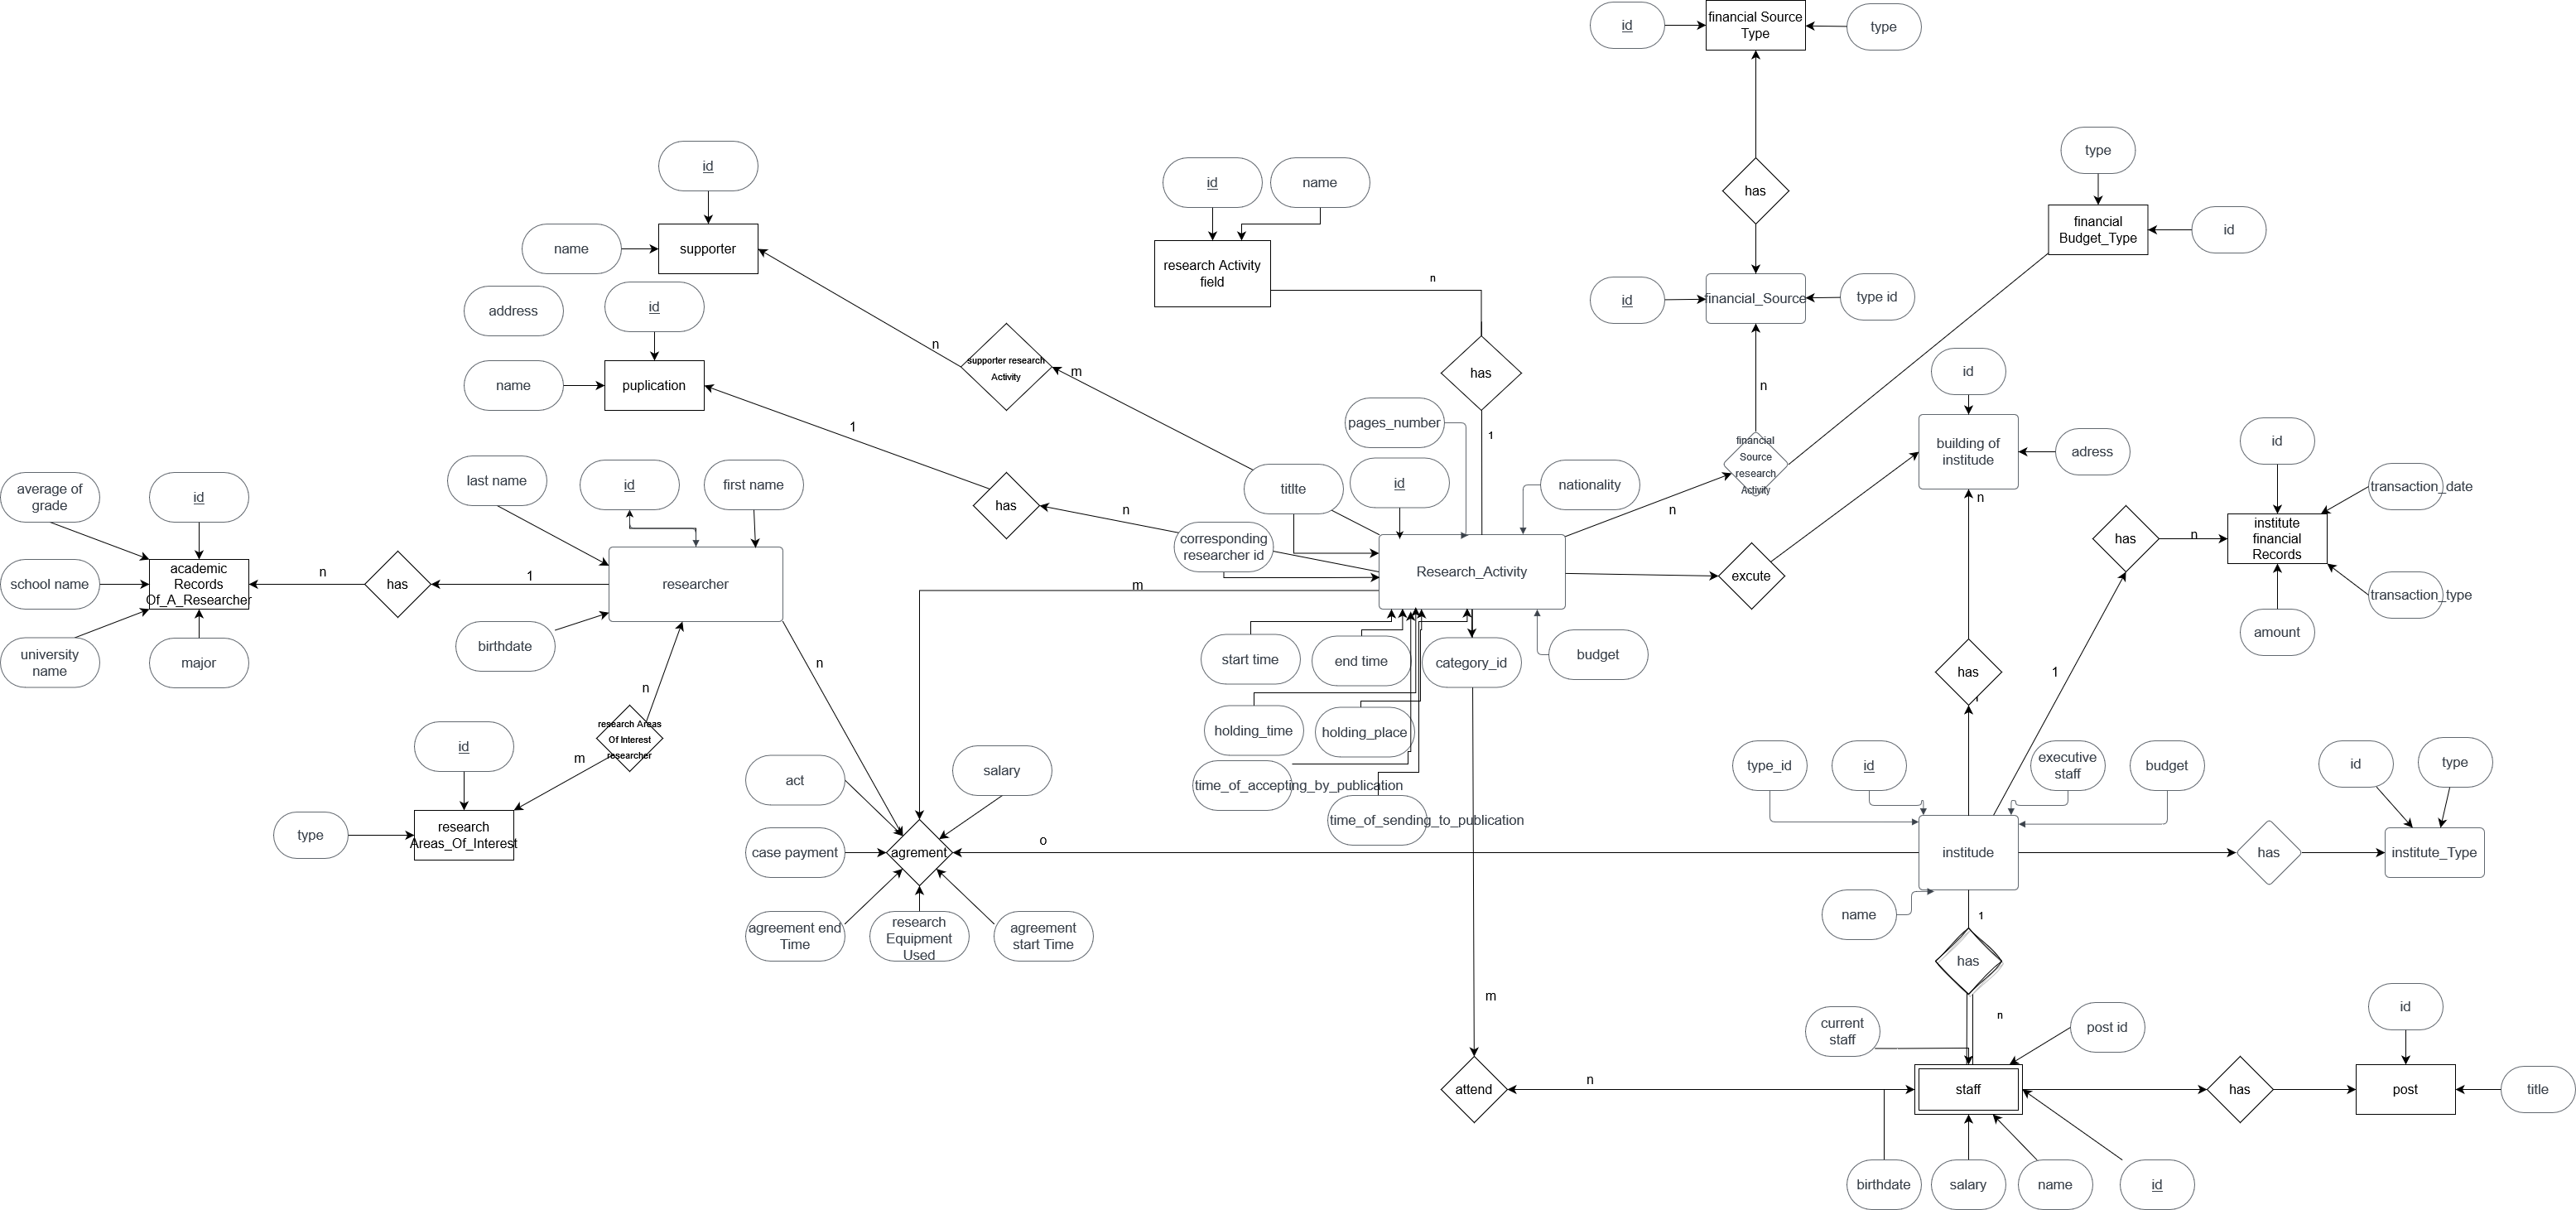 id
financial Source
Type
type
has
id
financial_Source
type id
n
type
financial
Budget_Type
id
id
name
supporter
address
id
name
puplication
n
supporter research
Activity
m
1
has
n
id
name
research Activity
field
n
has
1
financial
Source
research
Activity
n
id
building of
institude
adress
n
has
id
transaction_date
institute
financial
Records
transaction_type
amount
has
n
1
average of
grade
id
school name
academic
Records
Of_A_Researcher
university
name
major
n
has
1
last name
id
first name
researcher
birthdate
n
n
research Areas
Of Interest
researcher
m
id
type
research
Areas_Of_Interest
pages_number
titlte
id
nationality
corresponding
researcher id
Research_Activity
excute
m
start time
end time
category_id
budget
holding_time
holding_place
time_of_accepting_by_publication
time_of_sending_to_publication
act
salary
case payment
agrement
o
agreement end
Time
research
Equipment
Used
agreement
start Time
type_id
id
executive
staff
budget
institude
name
has
id
type
institute_Type
1
has
n
m
attend
n
current
staff
post id
staff
has
id
post
title
birthdate
salary
name
id